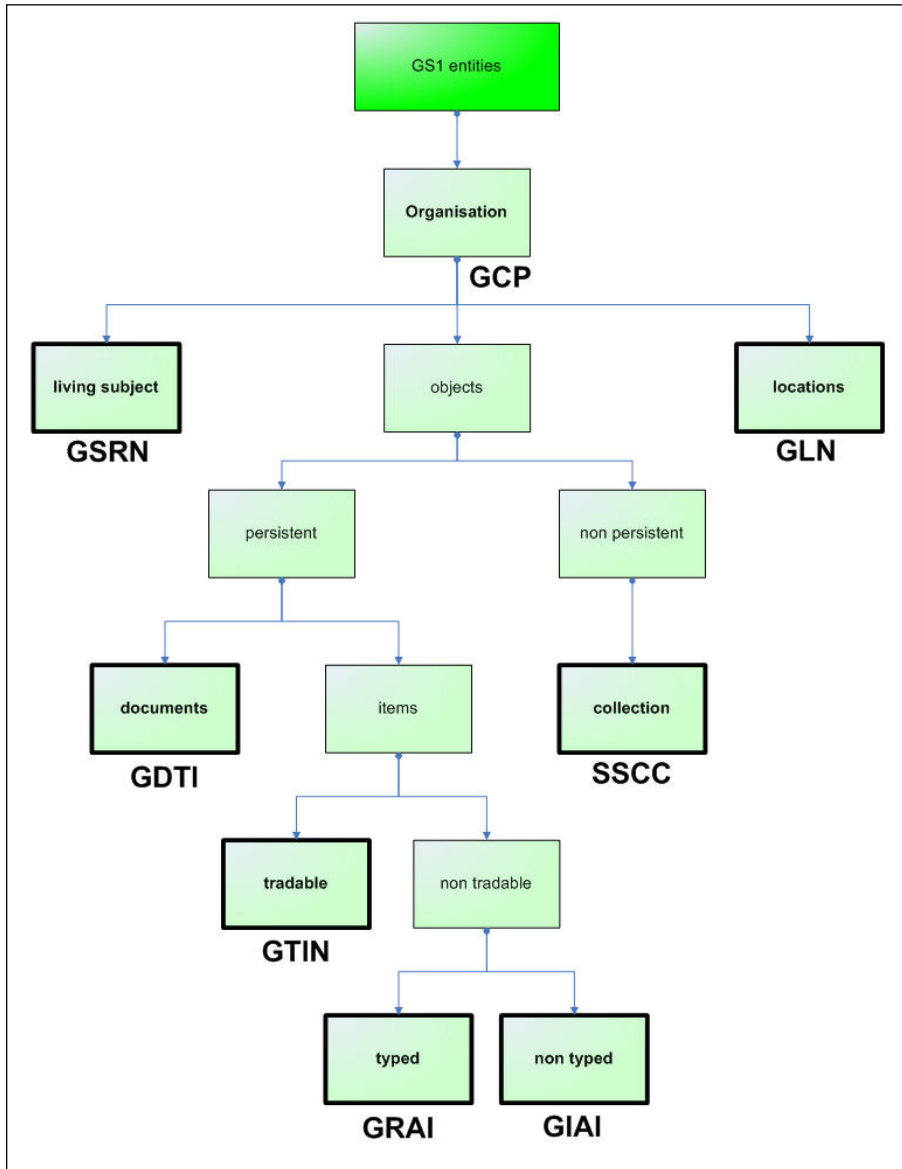 GS1 entities
Organisation
GCP
living subject
objects
locations
GSRN
GLN
persistent
non persistent
documents
items
collection
GDTI
SSCC
tradable
non tradable
GTIN
typed
non typed
GRAI
GIAI